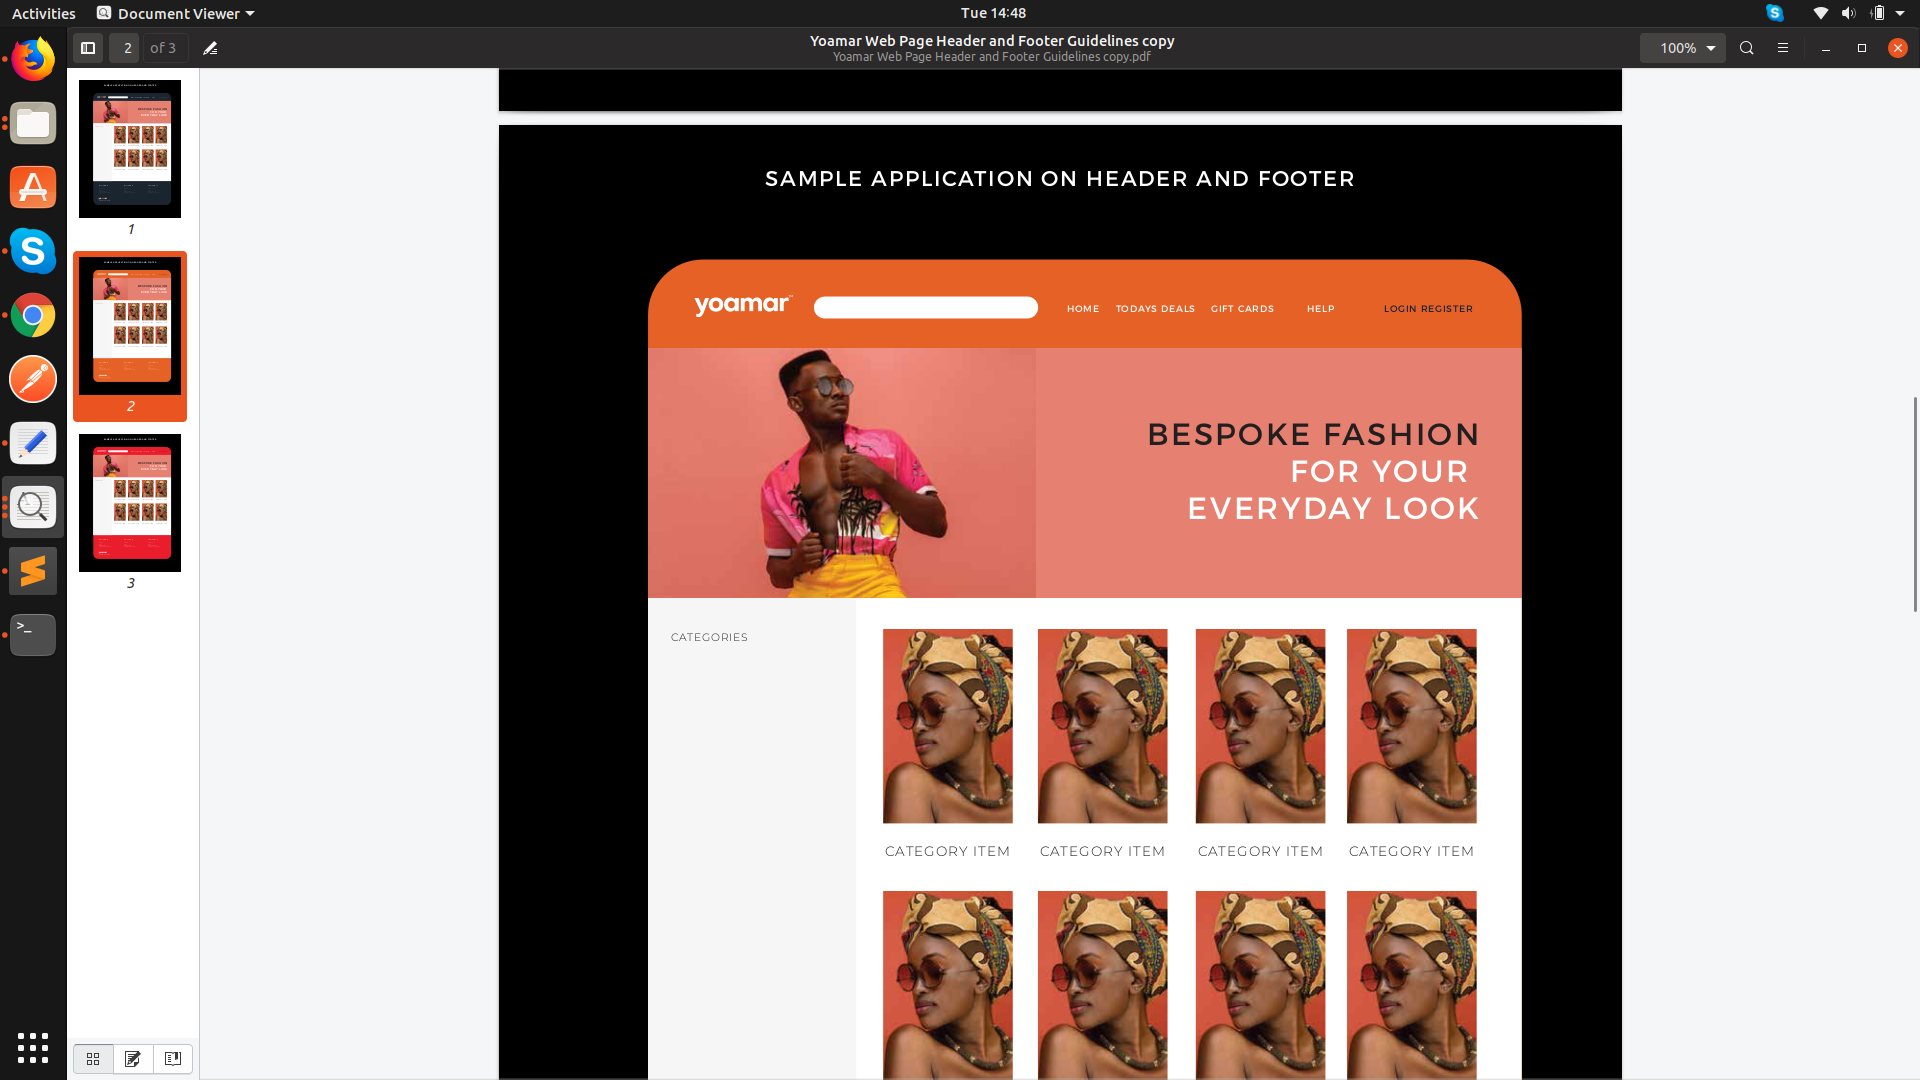 Activities
Document Viewer
Tue 14:48
2 of 3
Yoamar Web Page Header and Footer Guidelines copy
Yoamar Web Page Header and Footer Guidelines copy.pdf
100%
1
2
3
SAMPLE APPLICATION ON HEADER AND FOOTER
yoamar™
HOME TODAYS DEALS GIFT CARDS HELP LOGIN REGISTER
BESPOKE FASHION
FOR YOUR
EVERYDAY LOOK
CATEGORIES
CATEGORY ITEM CATEGORY ITEM CATEGORY ITEM CATEGORY ITEM